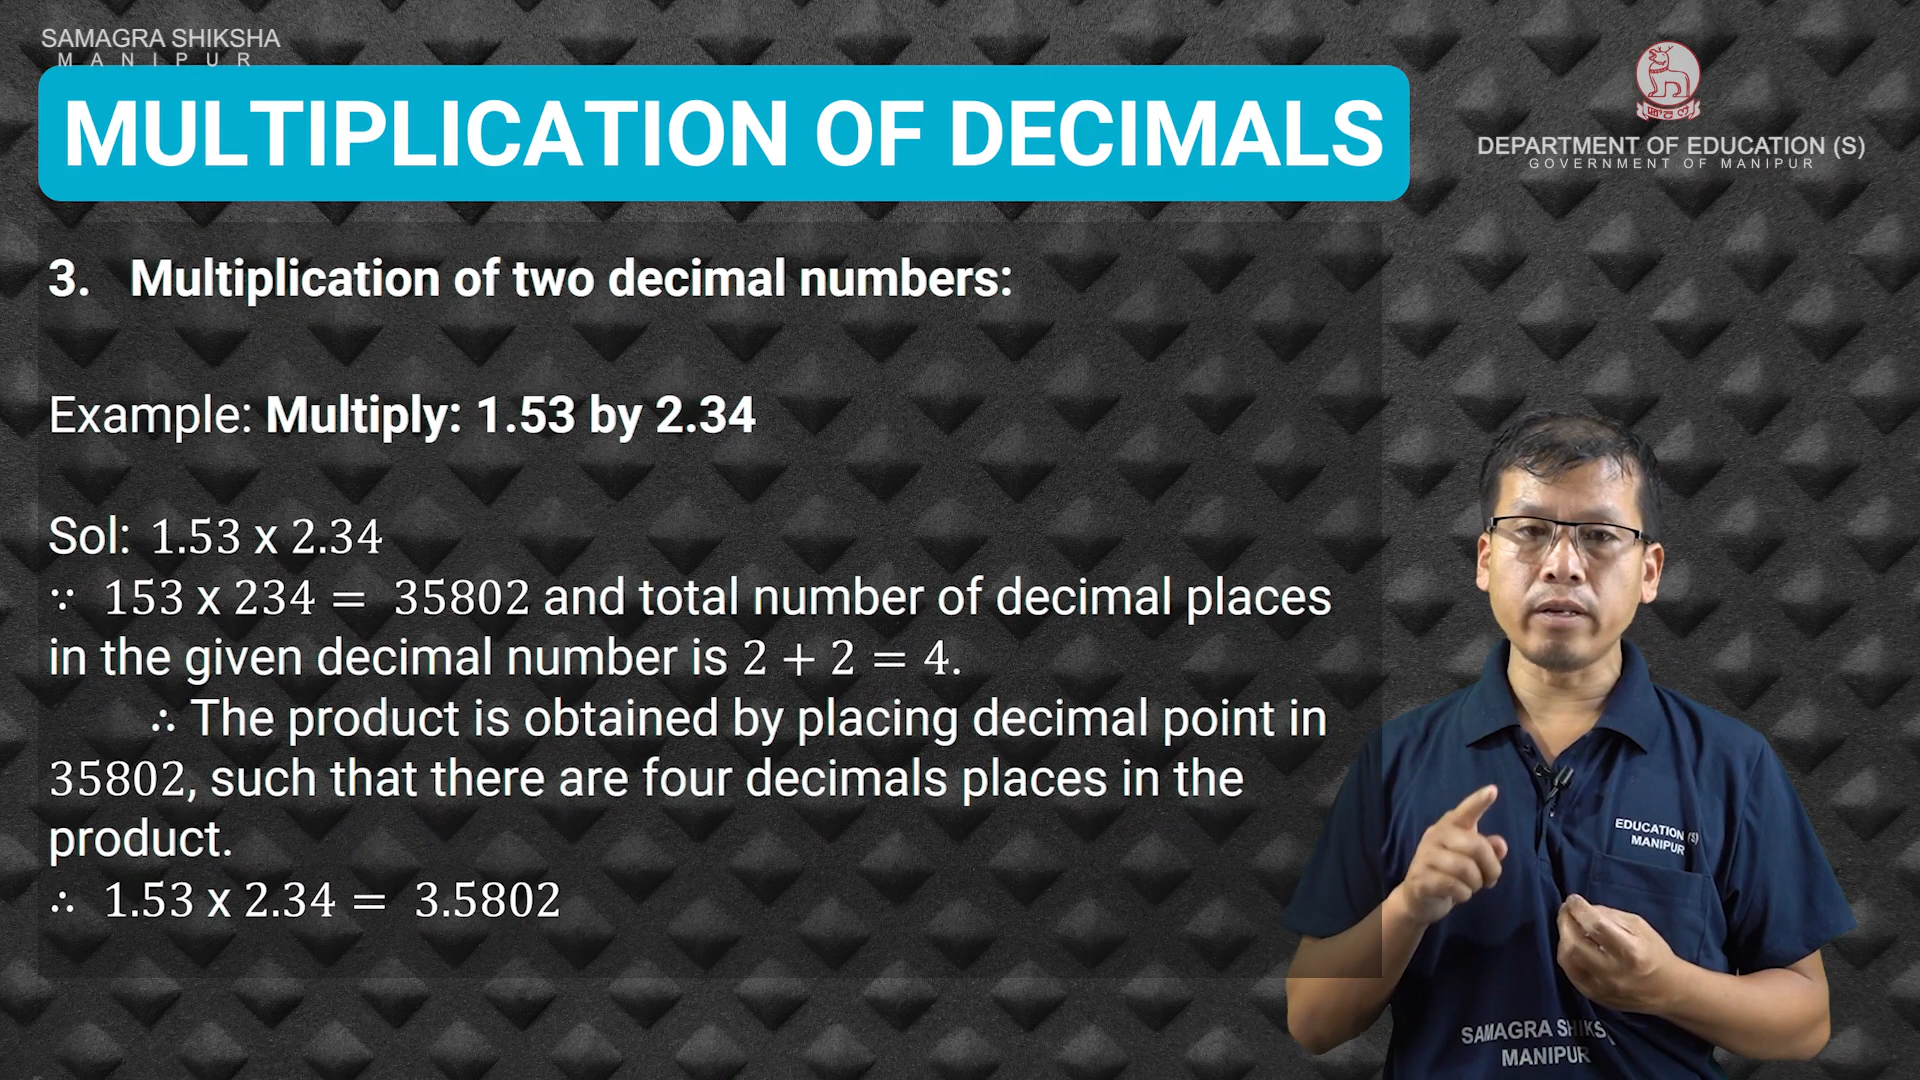 SAMAGRA SHIKSHA
MANIPUR
MULTIPLICATION OF DECIMALS
DEPARTMENT OF EDUCATION (S)
GOVERNMENT OF MANIPUR
3. Multiplication of two decimal numbers:
Example: Multiply: 1.53 by 2.34
Sol: 1.53 x 2.34
∵ 153 x 234 = 35802 and total number of decimal places
in the given decimal number is 2 + 2 = 4.
∴ The product is obtained by placing decimal point in
35802, such that there are four decimals places in the
product.
∴ 1.53 x 2.34 = 3.5802
EDUCATION (S)
MANIPUR
SAMAGRA SHIKS
MANIPUR